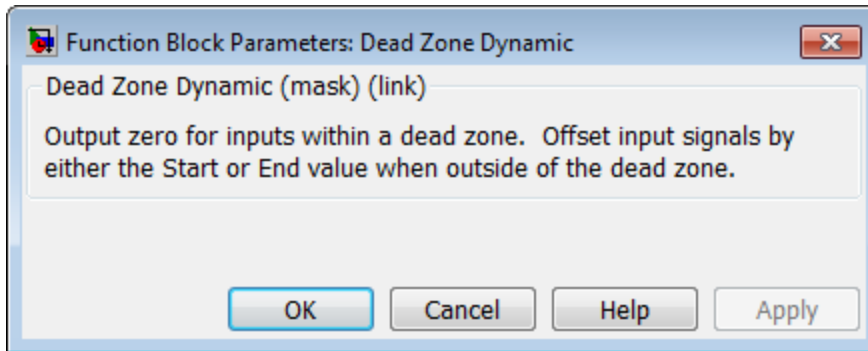 Function Block Parameters: Dead Zone Dynamic
Dead Zone Dynamic (mask) (link)
Output zero for inputs within a dead zone.  Offset input signals by
either the Start or End value when outside of the dead zone.
OK Cancel Help Apply